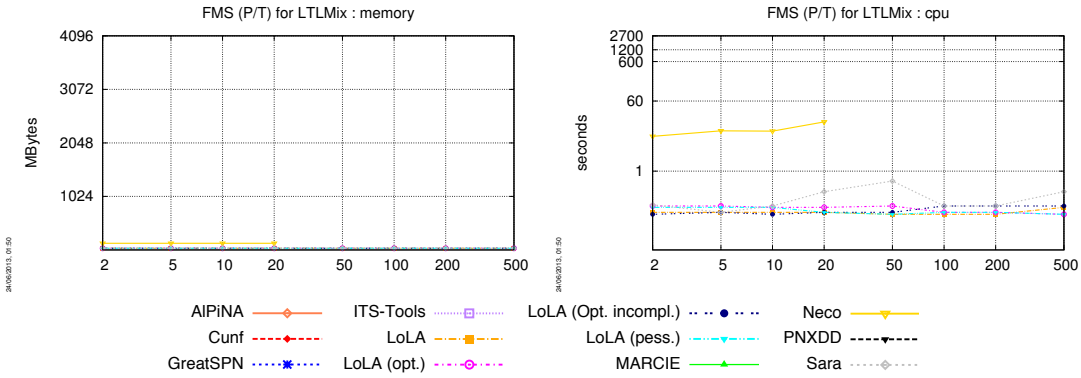 FMS (P/T) for LTLMix : memory
4096
3072
2048
1024
MBytes
2 5 10 20 50 100 200 500
24/06/2013, 01:50
FMS (P/T) for LTLMix : cpu
2700
1200
600
60
1
seconds
2 5 10 20 50 100 200 500
24/06/2013, 01:50
AlPiNA ITS-Tools LoLA (Opt. incompl.) Neco
Cunf LoLA LoLA (pess.) PNXDD
GreatSPN LoLA (opt.) MARCIE Sara